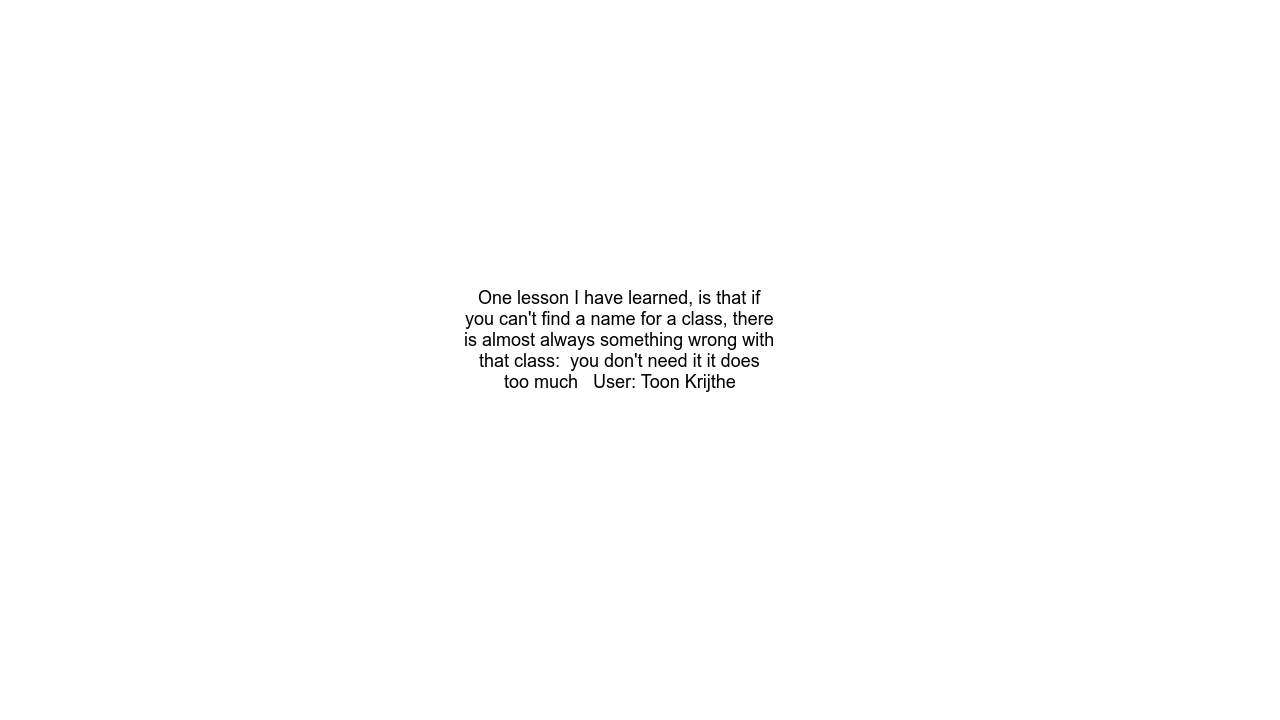 One lesson I have learned, is that if
you can't find a name for a class, there
is almost always something wrong with
that class:  you don't need it it does
too much   User: Toon Krijthe